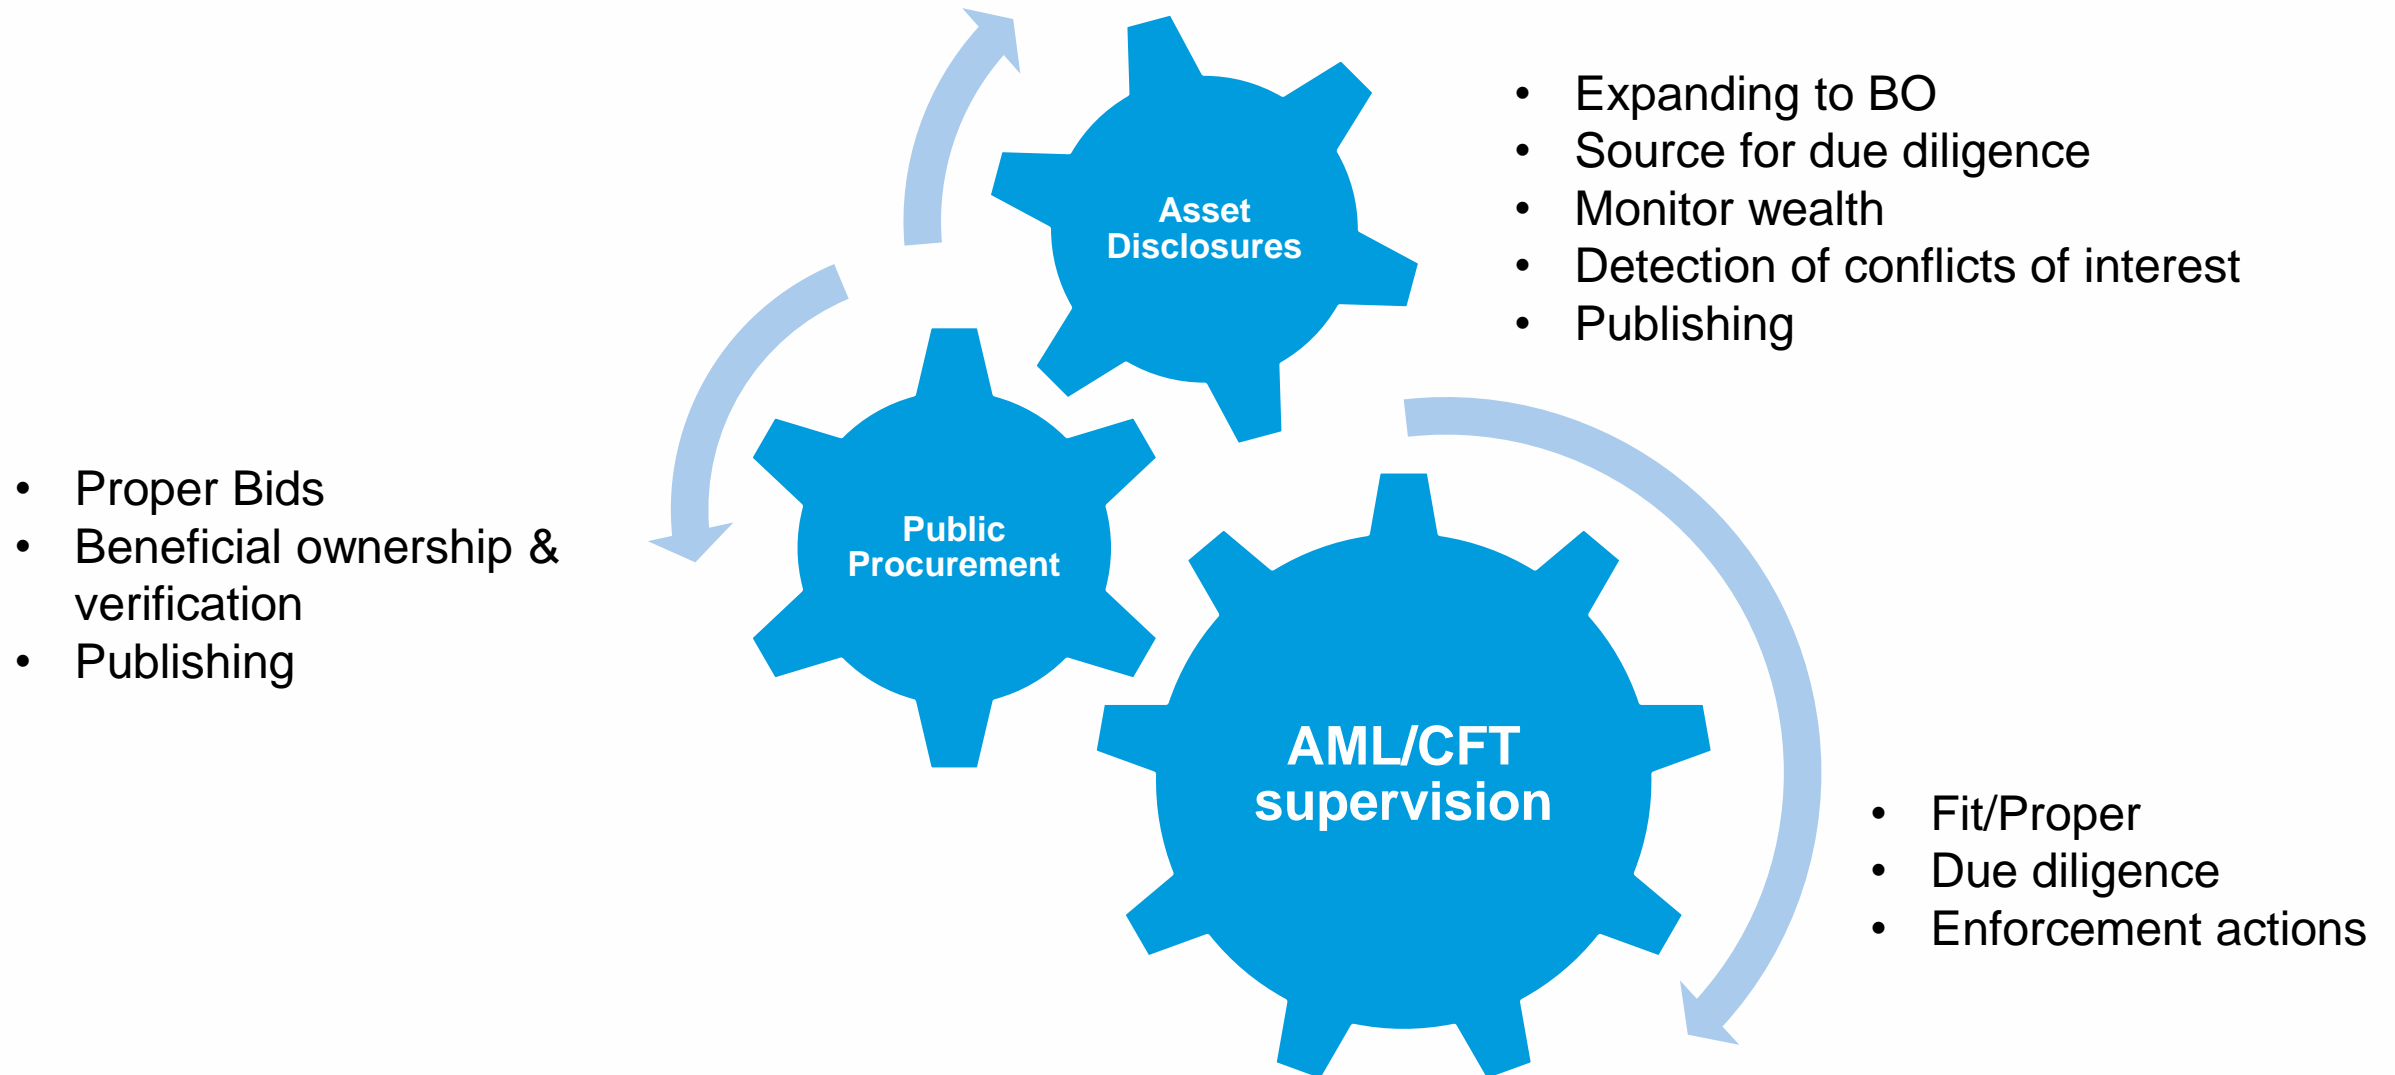 Asset
Disclosures
• Expanding to BO
• Source for due diligence
• Monitor wealth
• Detection of conflicts of interest
• Publishing
• Proper Bids
• Beneficial ownership &
verification
• Publishing
Public
Procurement
AML/CFT
supervision
• Fit/Proper
• Due diligence
• Enforcement actions